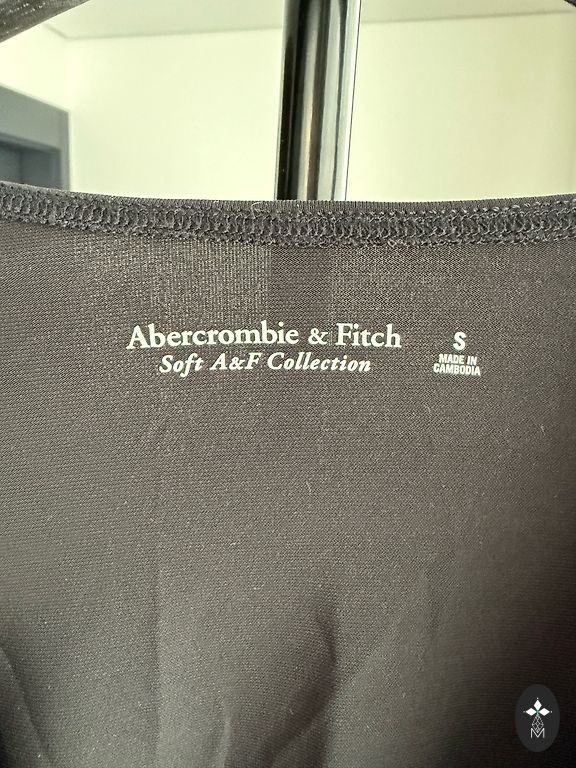 Abercrombie & Fitch
Soft A&F Collection
S
MADE IN
CAMBODIA
M